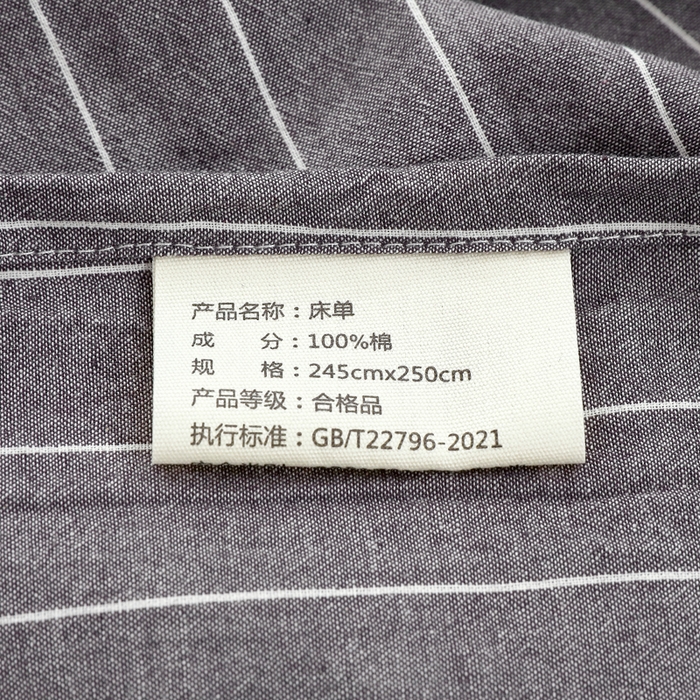 产品名称：床单
成　　分：100%棉
规　　格：245cmx250cm
产品等级：合格品
执行标准：GB/T22796-2021